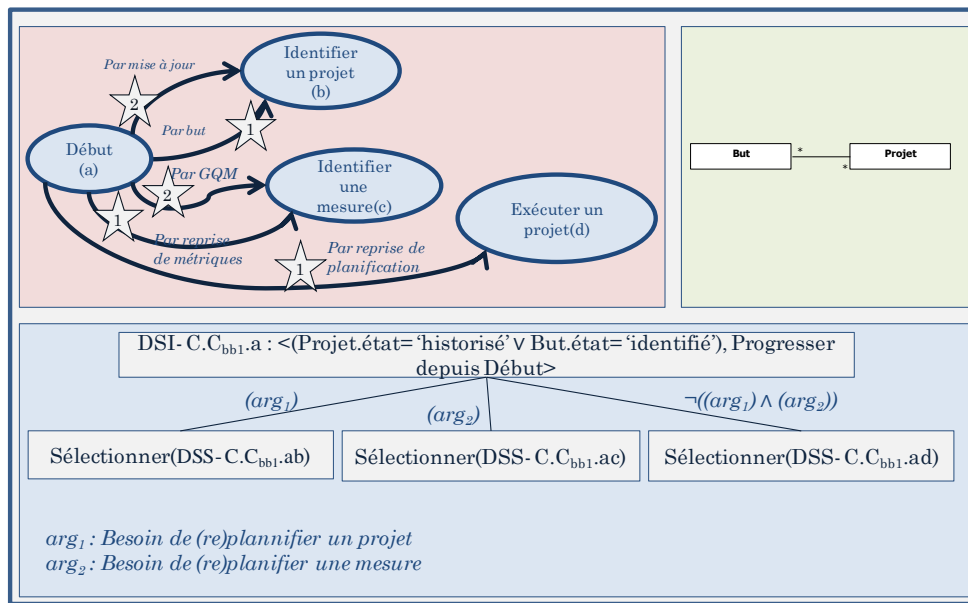 Par mise à jour
Identifier
un projet
(b)
2
1
Par but
Début
(a)
Par GQM
2
Identifier
une
mesure(c)
1
Par reprise
de métriques
Exécuter un
projet(d)
Par reprise de
planification
1
But
*
*
Projet
DSI-C.Cbb1.a : <(Projet.état= ‘historisé’ ∨ But.état= ‘identifié’), Progresser
depuis Début>
(arg1)
(arg2)
¬((arg1) ∧ (arg2))
Sélectionner(DSS-C.Cbb1.ab)
Sélectionner(DSS-C.Cbb1.ac)
Sélectionner(DSS-C.Cbb1.ad)
arg1 : Besoin de (re)plannifier un projet
arg2 : Besoin de (re)planifier une mesure